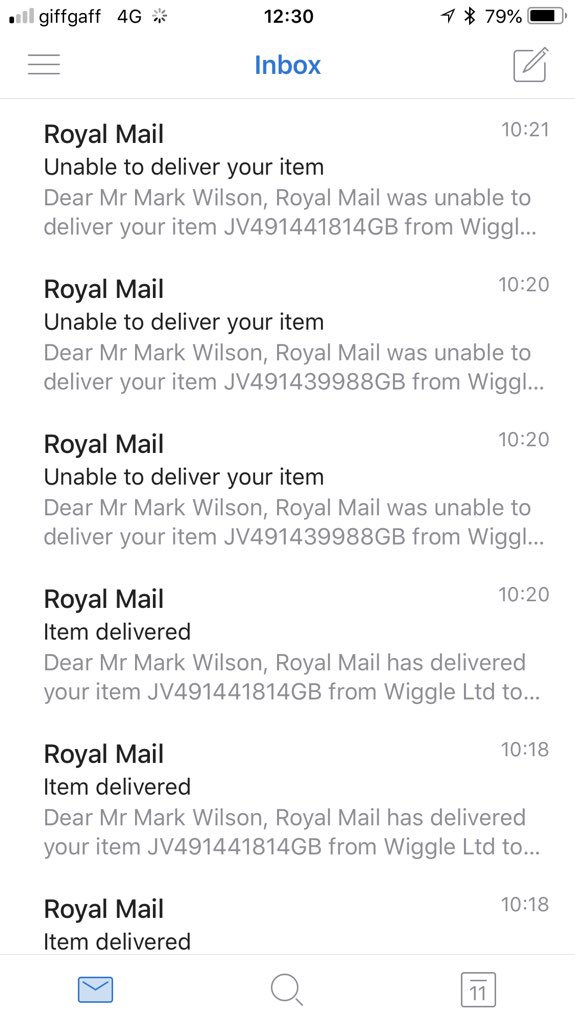 giffgaff 4G 12:30 79%
Inbox
Royal Mail 10:21
Unable to deliver your item
Dear Mr Mark Wilson, Royal Mail was unable to
deliver your item JV491441814GB from Wiggl...
Royal Mail 10:20
Unable to deliver your item
Dear Mr Mark Wilson, Royal Mail was unable to
deliver your item JV491439988GB from Wiggl...
Royal Mail 10:20
Unable to deliver your item
Dear Mr Mark Wilson, Royal Mail was unable to
deliver your item JV491439988GB from Wiggl...
Royal Mail 10:20
Item delivered
Dear Mr Mark Wilson, Royal Mail has delivered
your item JV491441814GB from Wiggle Ltd to...
Royal Mail 10:18
Item delivered
Dear Mr Mark Wilson, Royal Mail has delivered
your item JV491441814GB from Wiggle Ltd to...
Royal Mail 10:18
Item delivered
11